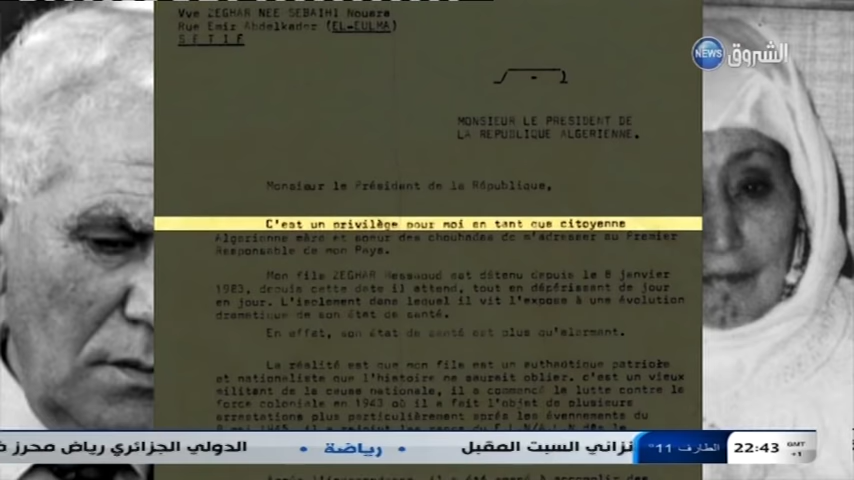 Vve ZEGHAR NEE SEBAIHI Nouara
Rue Emir Abdelkader (EL-EULMA)
SETIF
NEWS الشروق
MONSIEUR LE PRESIDENT DE
LA REPUBLIQUE ALGERIENNE.
Monsieur le Président de la République,
C'est un privilège pour moi en tant que citoyenne
Algerienne mère et soeur des chouhadas de m'adresser au Premier
Responsable de mon Pays.
Mon fils ZEGHAR Messaoud est détenu depuis le 8 janvier
1983, depuis cette date il attend, tout en dépérissant de jour
en jour. L'isolement dans lequel il vit l'expose à une évolution
dramatique de son état de santé.
En effet, son état de santé est plus qu'alarmant.
La réalité est que mon fils est un authentique patriote
et nationaliste que l'histoire ne saurait oublier. c'est un vieux
militant de la cause nationale, il a commencé la lutte contre la
force coloniale en 1943 où il a fait l'objet de plusieurs
arrestations plus particulièrement après les évennements du
الدولي الجزائري رياض محرز
• رياضة •
نزاني السبت المقبل
الطارف 11°
22:43
GMT
+1